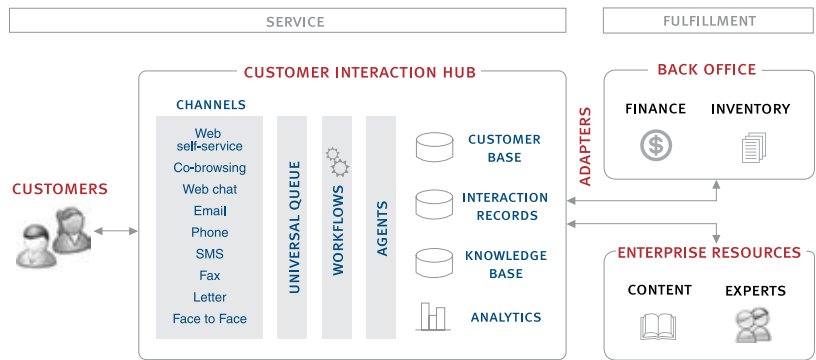 SERVICE
FULFILLMENT
CUSTOMER INTERACTION HUB
BACK OFFICE
CHANNELS
Web
self-service
Co-browsing
Web chat
Email
Phone
SMS
Fax
Letter
Face to Face
UNIVERSAL QUEUE
WORKFLOWS
AGENTS
CUSTOMER
BASE
INTERACTION
RECORDS
KNOWLEDGE
BASE
ANALYTICS
CUSTOMERS
ADAPTERS
FINANCE
INVENTORY
$
ENTERPRISE RESOURCES
CONTENT
EXPERTS